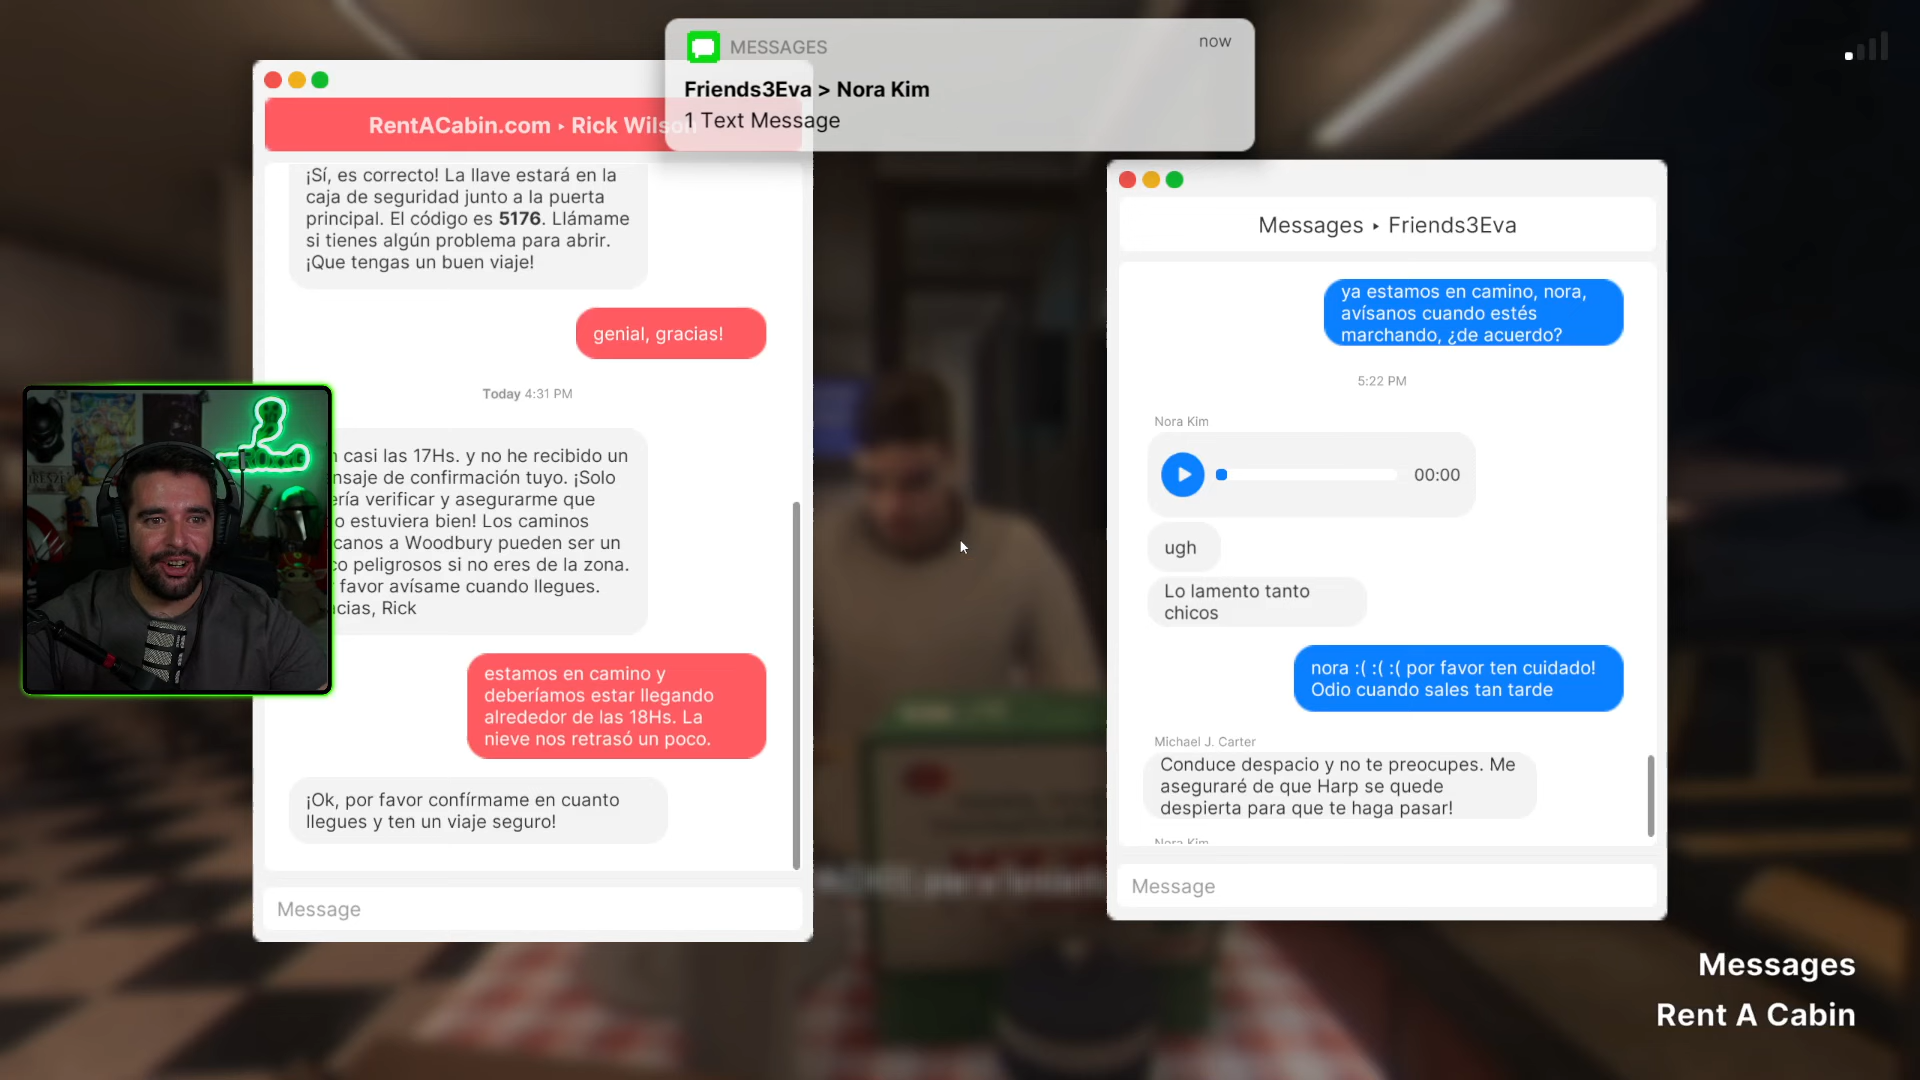 MESSAGES
now
Friends3Eva > Nora Kim
1 Text Message
RentACabin.com ▸ Rick Wilson
¡Sí, es correcto! La llave estará en la
caja de seguridad junto a la puerta
principal. El código es 5176. Llámame
si tienes algún problema para abrir.
¡Que tengas un buen viaje!
genial, gracias!
Today 4:31 PM
casi las 17Hs. y no he recibido un
de confirmación tuyo. ¡Solo
verificar y asegurarme que
estuviera bien! Los caminos
a Woodbury pueden ser un
peligrosos si no eres de la zona.
favor avísame cuando llegues.
Rick
estamos en camino y
deberíamos estar llegando
alrededor de las 18Hs. La
nieve nos retrasó un poco.
¡Ok, por favor confírmame en cuanto
llegues y ten un viaje seguro!
Message
Messages ▸ Friends3Eva
ya estamos en camino, nora,
avísanos cuando estés
marchando, ¿de acuerdo?
5:22 PM
Nora Kim
00:00
ugh
Lo lamento tanto
chicos
nora :( :( :( por favor ten cuidado!
Odio cuando sales tan tarde
Michael J. Carter
Conduce despacio y no te preocupes. Me
aseguraré de que Harp se quede
despierta para que te haga pasar!
Nora Kim
Message
Messages
Rent A Cabin